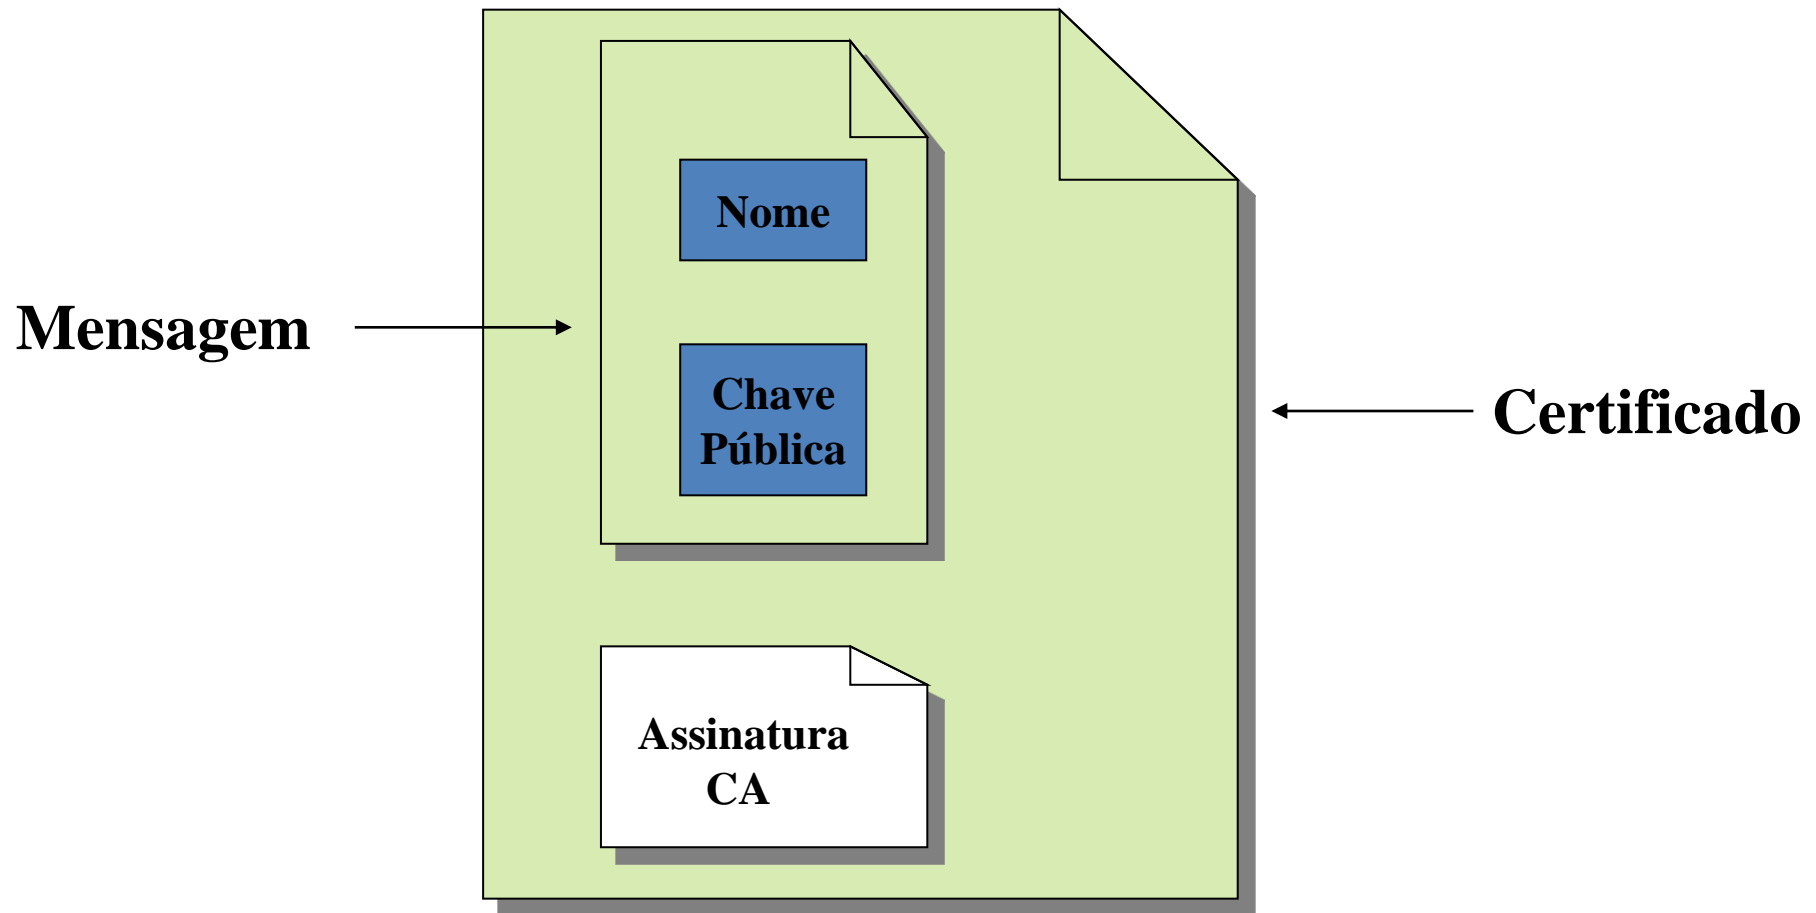 Nome
Mensagem
Chave
Pública
Certificado
Assinatura
CA